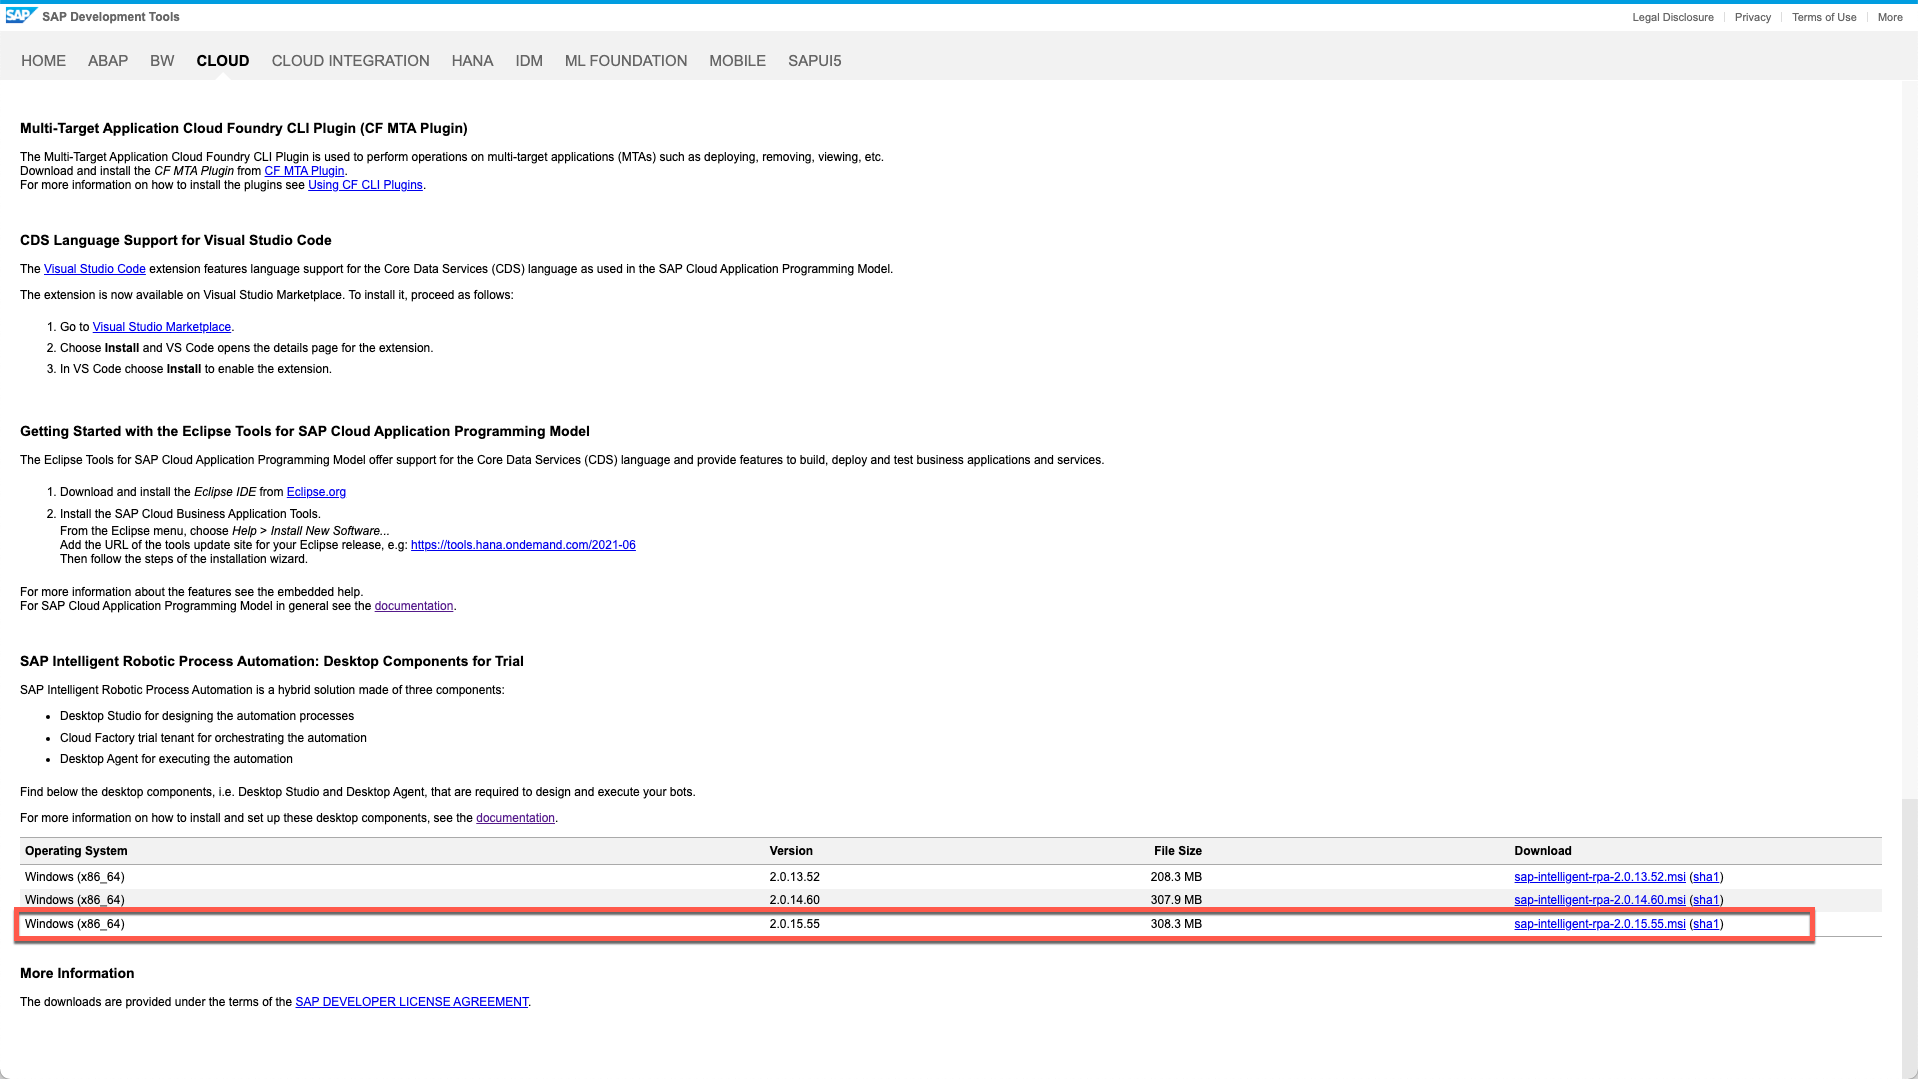 SAP SAP Development Tools
Legal Disclosure Privacy Terms of Use More
HOME ABAP BW CLOUD CLOUD INTEGRATION HANA IDM ML FOUNDATION MOBILE SAPUI5
Multi-Target Application Cloud Foundry CLI Plugin (CF MTA Plugin)
The Multi-Target Application Cloud Foundry CLI Plugin is used to perform operations on multi-target applications (MTAs) such as deploying, removing, viewing, etc.
Download and install the CF MTA Plugin from CF MTA Plugin.
For more information on how to install the plugins see Using CF CLI Plugins.
CDS Language Support for Visual Studio Code
The Visual Studio Code extension features language support for the Core Data Services (CDS) language as used in the SAP Cloud Application Programming Model.
The extension is now available on Visual Studio Marketplace. To install it, proceed as follows:
1. Go to Visual Studio Marketplace.
2. Choose Install and VS Code opens the details page for the extension.
3. In VS Code choose Install to enable the extension.
Getting Started with the Eclipse Tools for SAP Cloud Application Programming Model
The Eclipse Tools for SAP Cloud Application Programming Model offer support for the Core Data Services (CDS) language and provide features to build, deploy and test business applications and services.
1. Download and install the Eclipse IDE from Eclipse.org
2. Install the SAP Cloud Business Application Tools.
From the Eclipse menu, choose Help > Install New Software...
Add the URL of the tools update site for your Eclipse release, e.g: https://tools.hana.ondemand.com/2021-06
Then follow the steps of the installation wizard.
For more information about the features see the embedded help.
For SAP Cloud Application Programming Model in general see the documentation.
SAP Intelligent Robotic Process Automation: Desktop Components for Trial
SAP Intelligent Robotic Process Automation is a hybrid solution made of three components:
• Desktop Studio for designing the automation processes
• Cloud Factory trial tenant for orchestrating the automation
• Desktop Agent for executing the automation
Find below the desktop components, i.e. Desktop Studio and Desktop Agent, that are required to design and execute your bots.
For more information on how to install and set up these desktop components, see the documentation.
Operating System Version File Size Download
Windows (x86_64) 2.0.13.52 208.3 MB sap-intelligent-rpa-2.0.13.52.msi (sha1)
Windows (x86_64) 2.0.14.60 307.9 MB sap-intelligent-rpa-2.0.14.60.msi (sha1)
Windows (x86_64) 2.0.15.55 308.3 MB sap-intelligent-rpa-2.0.15.55.msi (sha1)
More Information
The downloads are provided under the terms of the SAP DEVELOPER LICENSE AGREEMENT.